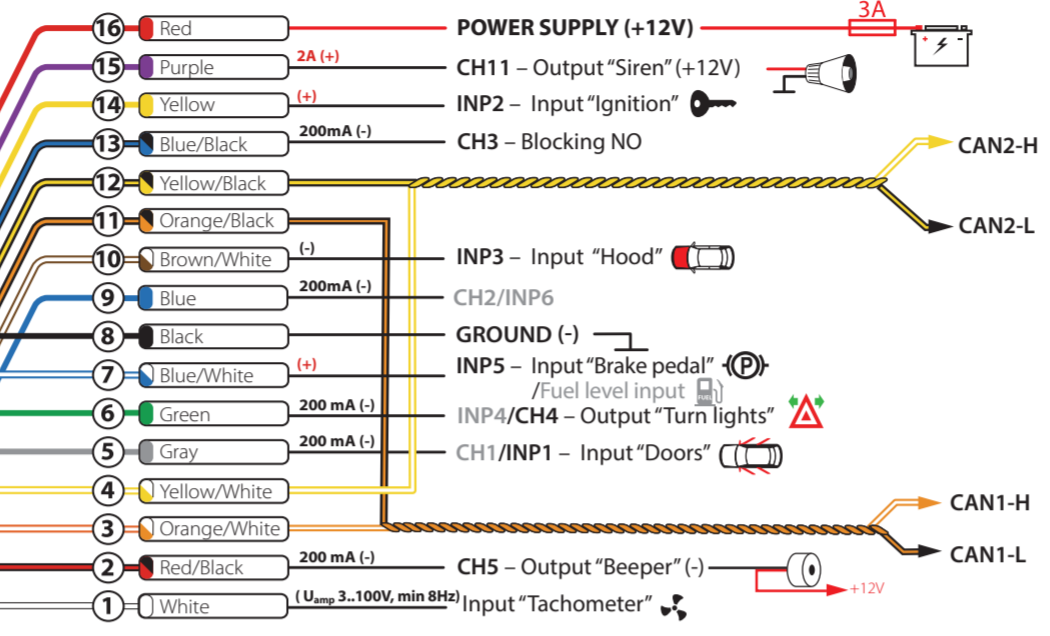 3A
16 Red POWER SUPPLY (+12V) + -
15 Purple 2A (+) CH11 – Output “Siren” (+12V)
14 Yellow (+) INP2 – Input “Ignition”
13 Blue/Black 200mA (-) CH3 – Blocking NO
CAN2-H
12 Yellow/Black
11 Orange/Black
CAN2-L
10 Brown/White (-) INP3 – Input “Hood”
9 Blue 200mA (-) CH2/INP6
8 Black GROUND (-)
7 Blue/White (+) INP5 – Input “Brake pedal” (P)
/Fuel level input FUEL
6 Green 200 mA (-) INP4/CH4 – Output “Turn lights”
5 Gray 200 mA (-) CH1/INP1 – Input “Doors”
4 Yellow/White
CAN1-H
3 Orange/White
CAN1-L
2 Red/Black 200 mA (-) CH5 – Output “Beeper” (-)
+12V
1 White ( Uamp 3..100V, min 8Hz) Input “Tachometer”